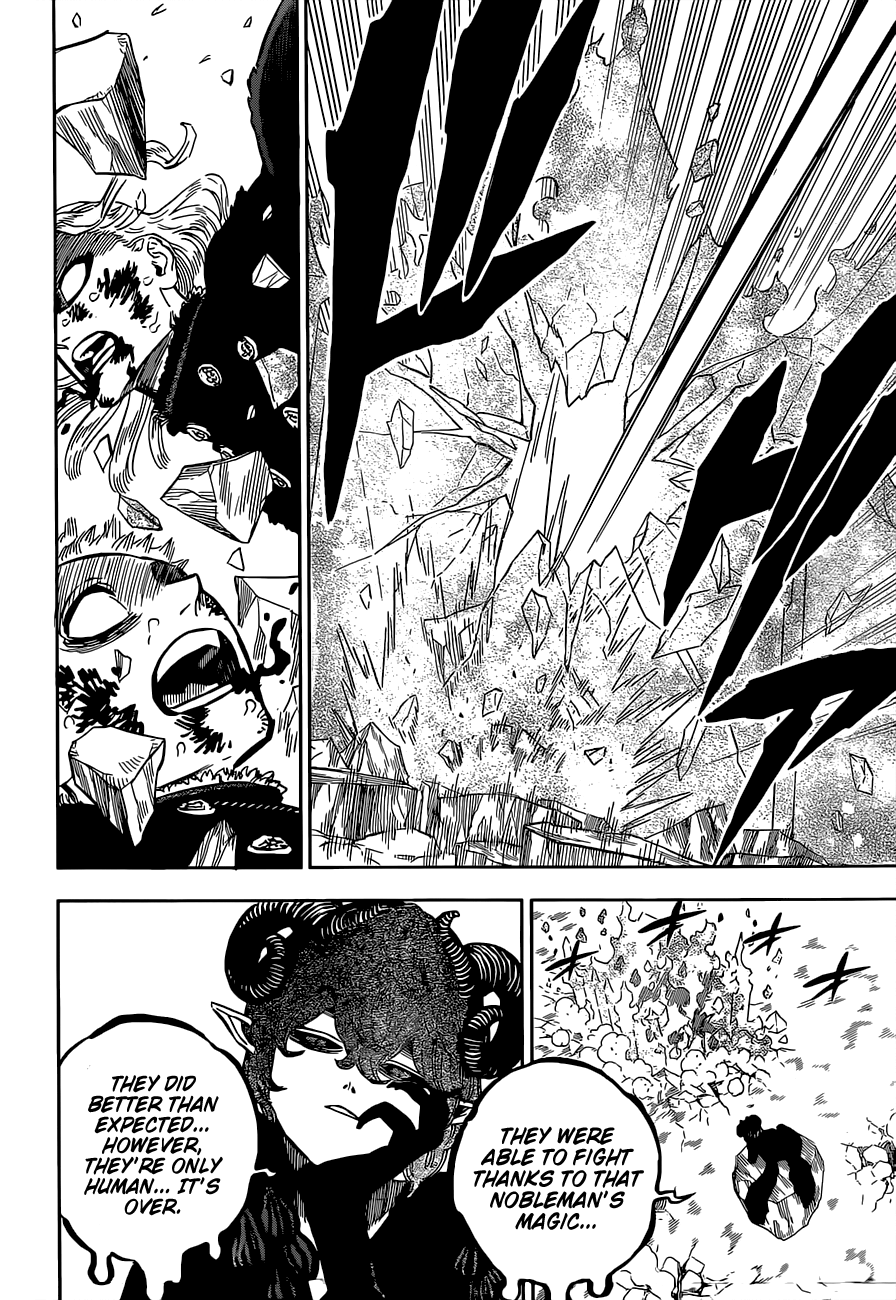 THEY WERE
ABLE TO FIGHT
THANKS TO THAT
NOBLEMAN'S
MAGIC...
THEY DID
BETTER THAN
EXPECTED...
HOWEVER,
THEY'RE ONLY
HUMAN... IT'S
OVER.